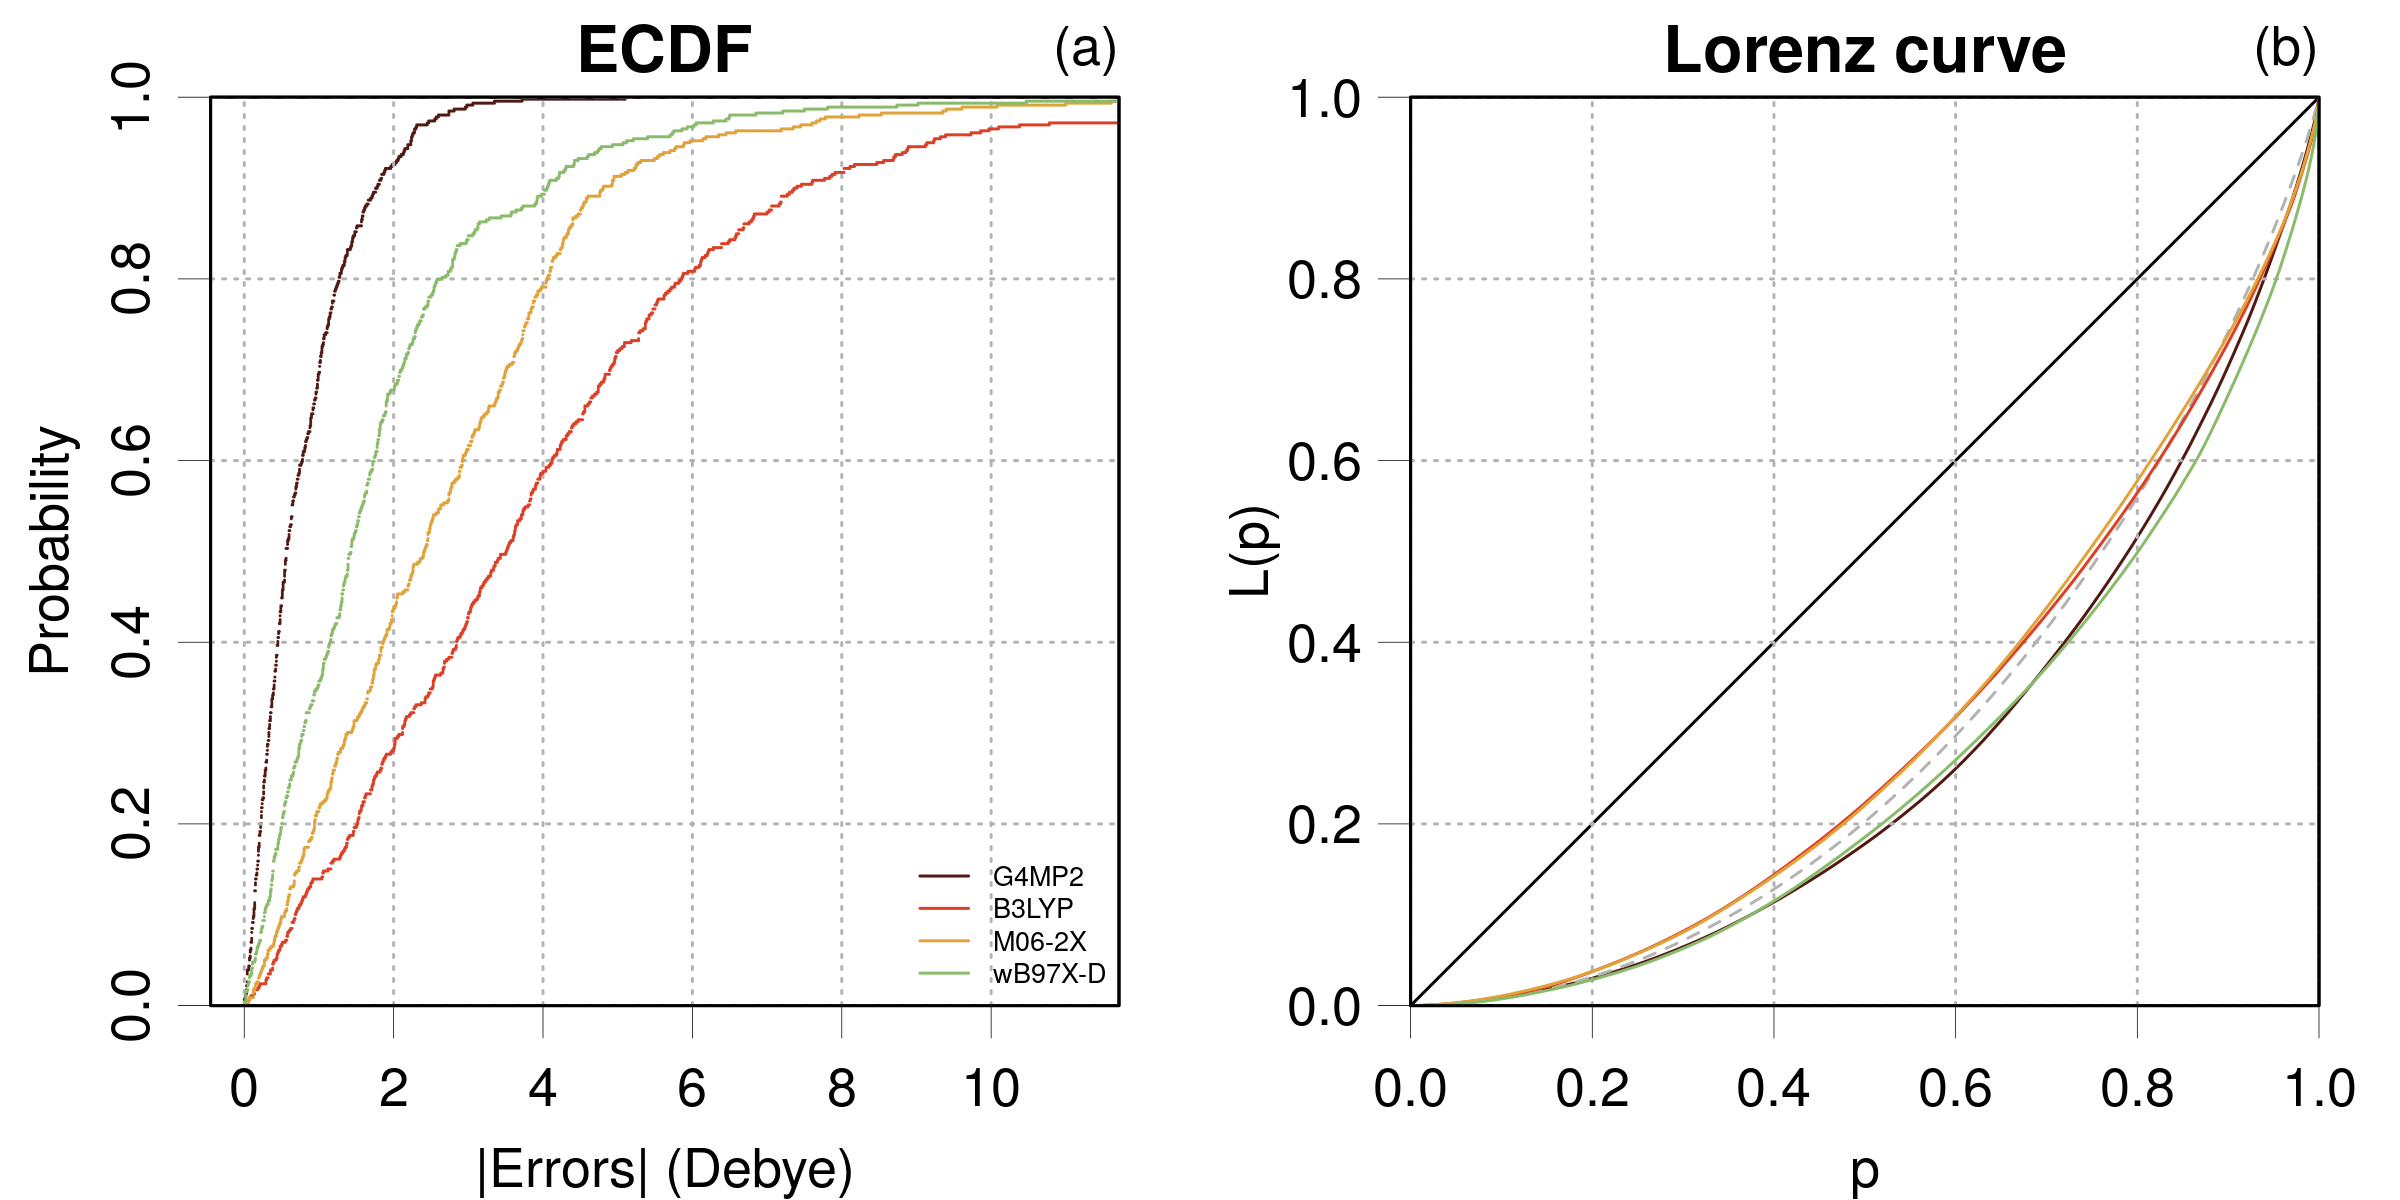 ECDF
(a)
Probability
1.0
0.8
0.6
0.4
0.2
0.0
G4MP2
B3LYP
M06-2X
wB97X-D
0 2 4 6 8 10
|Errors| (Debye)
Lorenz curve
(b)
L(p)
1.0
0.8
0.6
0.4
0.2
0.0
0.0 0.2 0.4 0.6 0.8 1.0
p